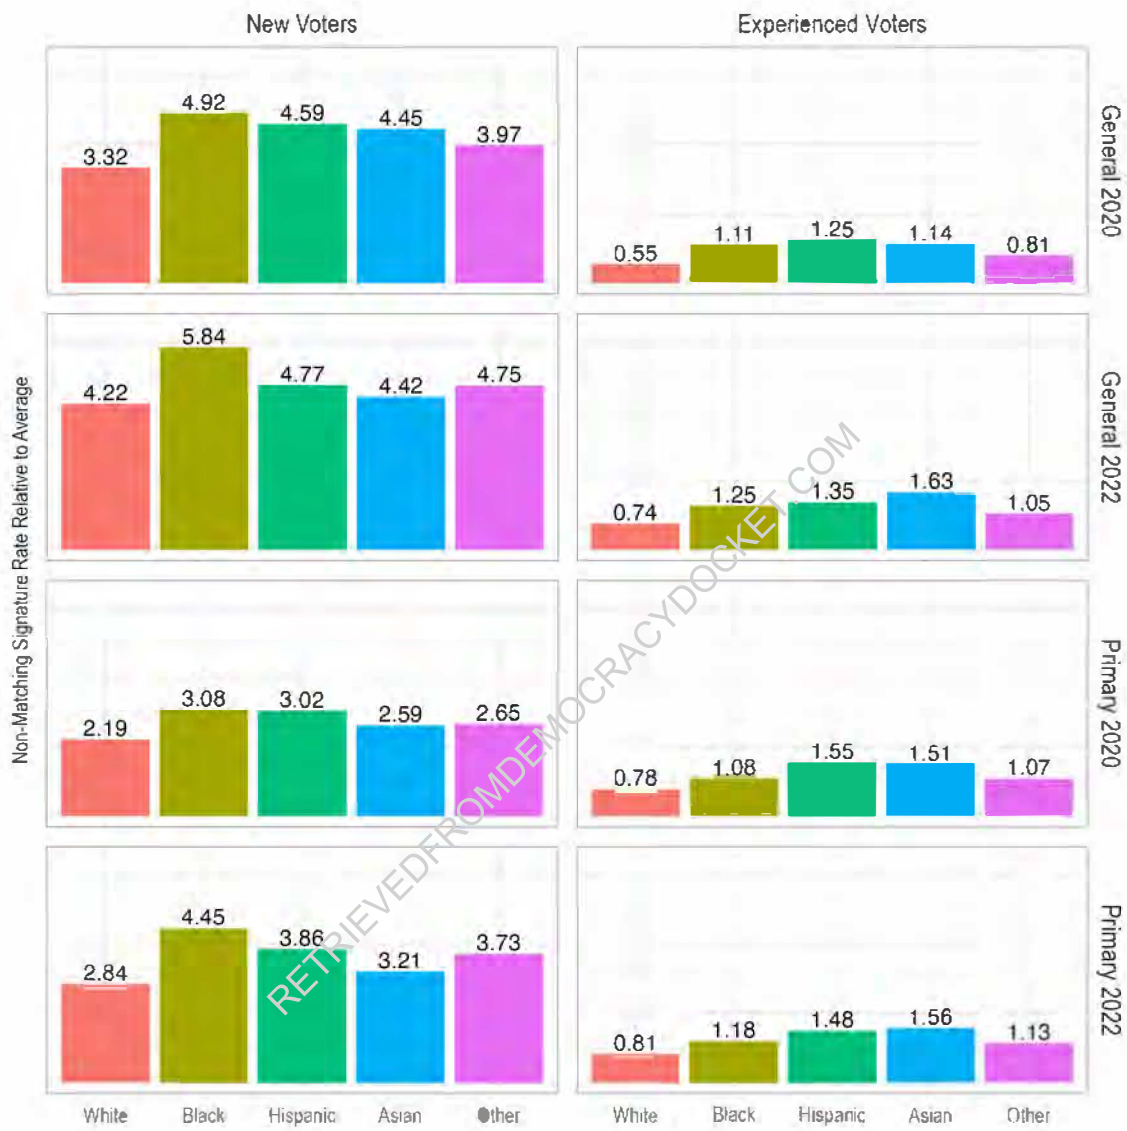 New Voters
Experienced Voters
4.92
4.59
4.45
3.97
3.32
1.11
1.25
1.14
0.81
0.55
General 2020
5.84
4.77
4.42
4.75
4.22
1.63
1.35
1.25
1.05
0.74
General 2022
Non-Matching Signature Rate Relative to Average
3.08
3.02
2.59
2.65
2.19
1.55
1.51
1.08
1.07
0.78
Primary 2020
4.45
3.86
3.73
3.21
2.84
1.56
1.48
1.18
1.13
0.81
Primary 2022
White
Black
Hispanic
Asian
Other
White
Black
Hispanic
Asian
Other
RETRIEVEDFROMDEMOCRACYDOCKET.COM